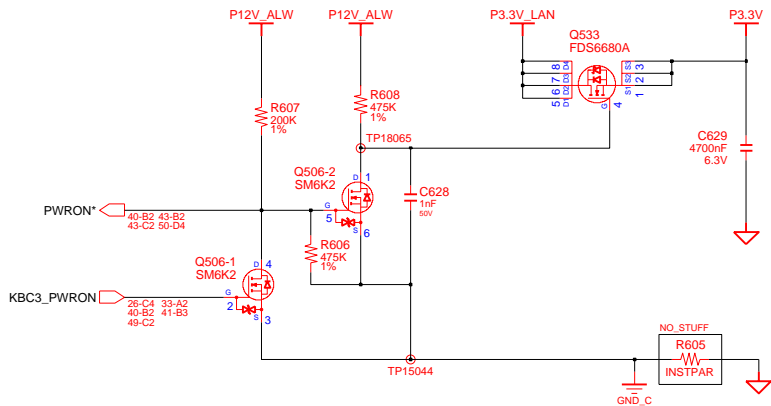 P12V_ALW
P12V_ALW
P3.3V_LAN
P3.3V
Q533
FDS6680A
8 D4
7 D3
6 D2
5 D1
S3 3
S2 2
S1 1
G
4
R607
200K
1%
R608
475K
1%
TP18065
C629
4700nF
6.3V
Q506-2
SM6K2
D 1
G
5
S
6
C628
1nF
50V
PWRON*
40-B2 43-B2
43-C2 50-D4
R606
475K
1%
Q506-1
SM6K2
D 4
G
2
S
3
KBC3_PWRON
26-C4 33-A2
40-B2 41-B3
49-C2
TP15044
NO_STUFF
R605
INSTPAR
GND_C